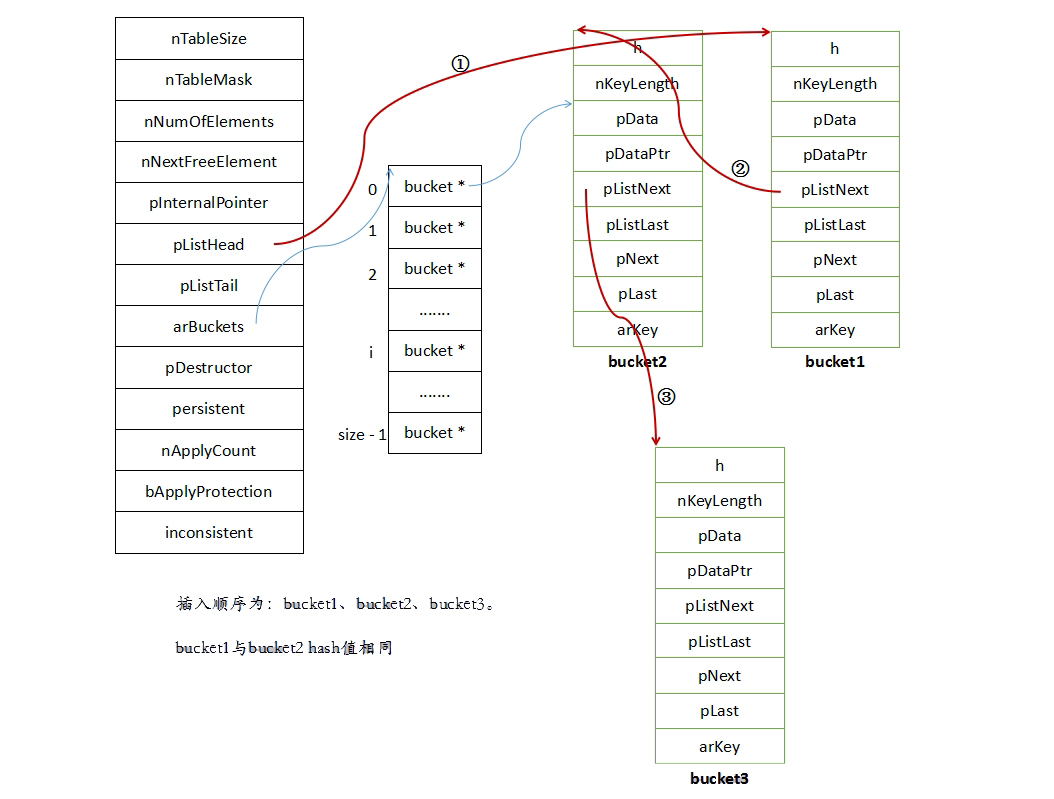 nTableSize
nTableMask
nNumOfElements
nNextFreeElement
pInternalPointer
pListHead
pListTail
arBuckets
pDestructor
persistent
nApplyCount
bApplyProtection
inconsistent
①
0 bucket *
1 bucket *
2 bucket *
.......
i bucket *
.......
size - 1 bucket *
h
nKeyLength
pData
pDataPtr
pListNext
pListLast
pNext
pLast
arKey
bucket2
②
h
nKeyLength
pData
pDataPtr
pListNext
pListLast
pNext
pLast
arKey
bucket1
③
h
nKeyLength
pData
pDataPtr
pListNext
pListLast
pNext
pLast
arKey
bucket3
插入顺序为：bucket1、bucket2、bucket3。
bucket1与bucket2 hash值相同